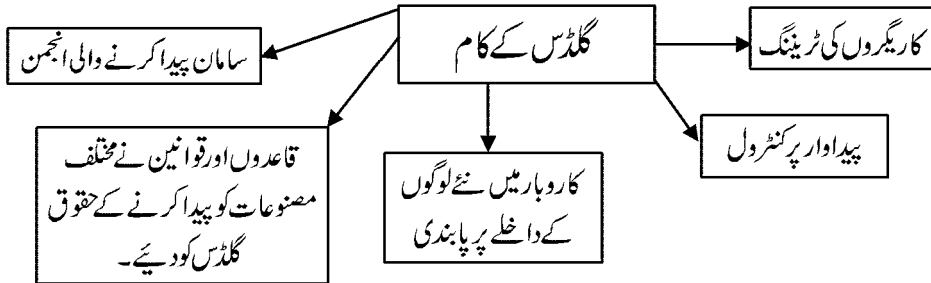 گلڈس کے کام
کاریگروں کی ٹریننگ
پیداوار پر کنٹرول
کاروبار میں نئے لوگوں
کے داخلے پر پابندی
قاعدوں اور قوانین نے مختلف
مصنوعات کو پیدا کرنے کے حقوق
گلڈس کو دیئے۔
سامان پیدا کرنے والی انجمن